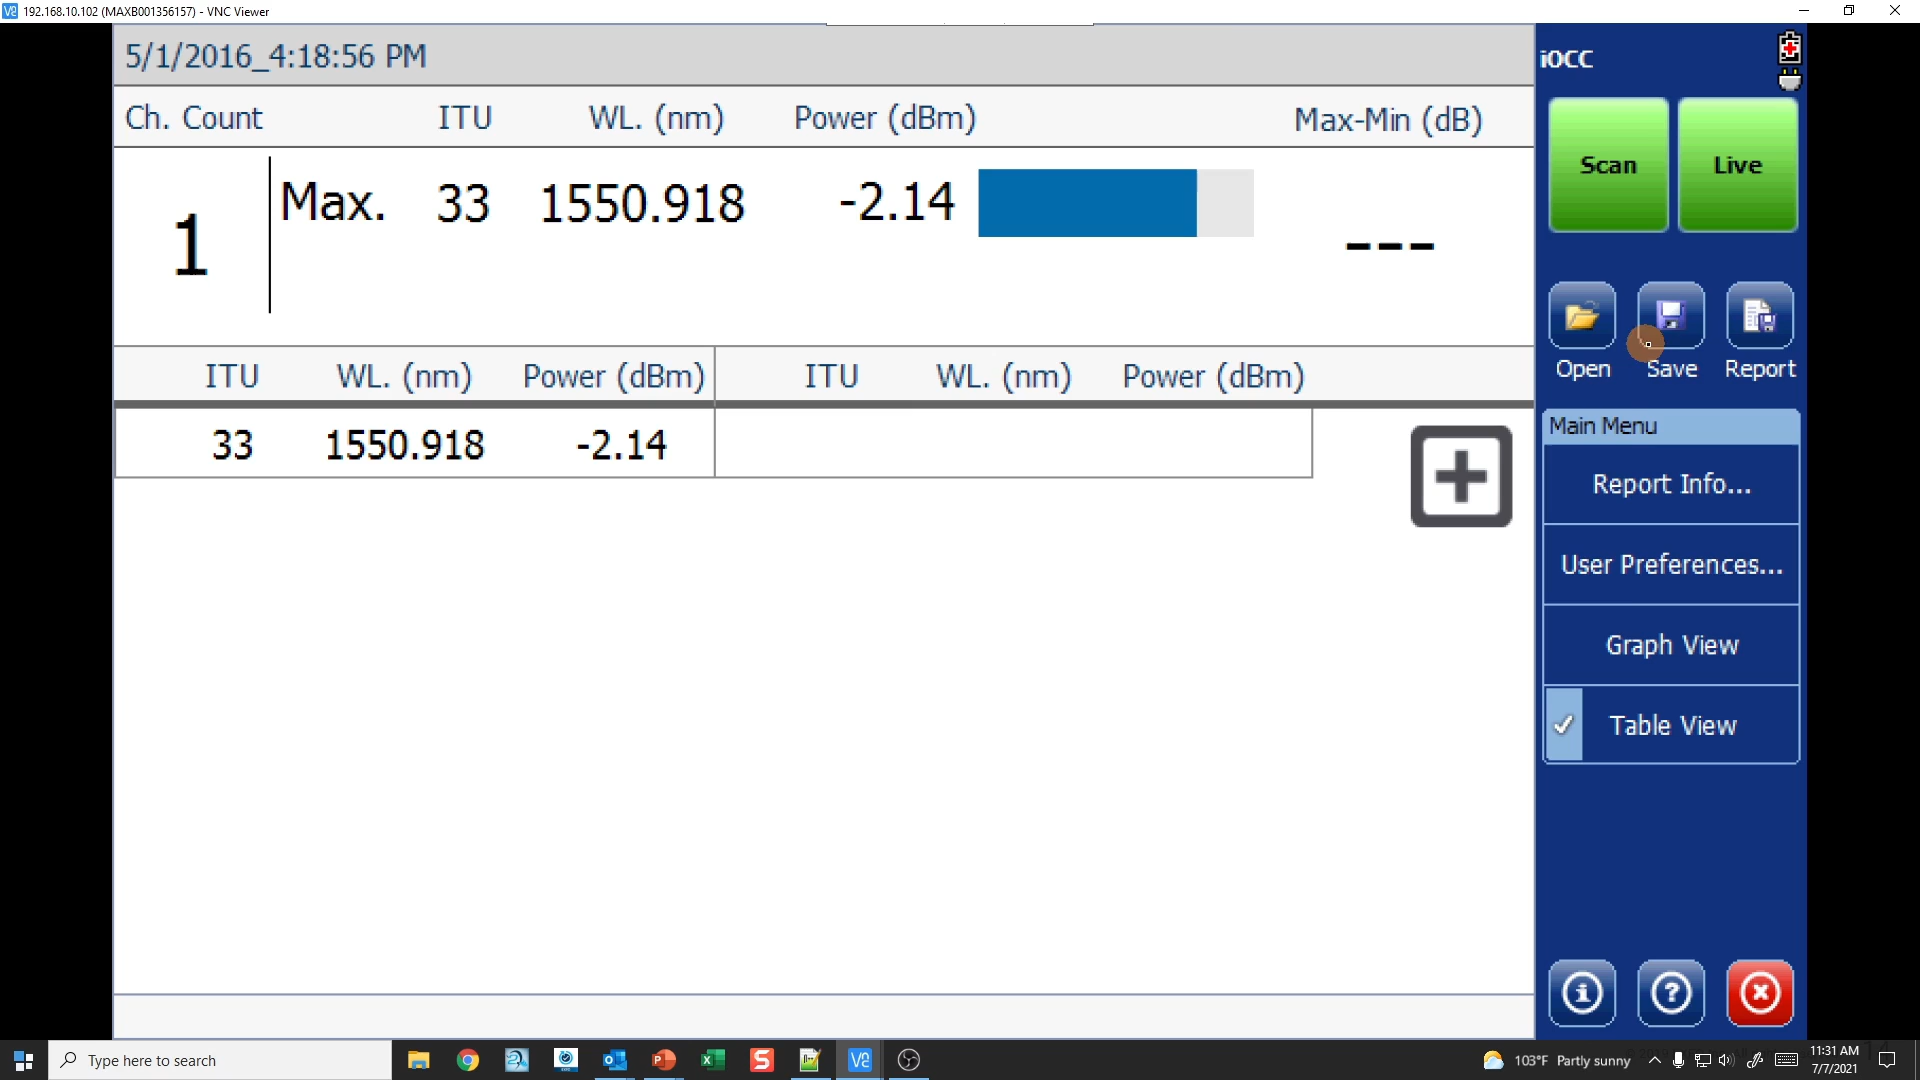 192.168.10.102 (MAXB001356157) - VNC Viewer
5/1/2016_4:18:56 PM
iOCC
Ch. Count ITU WL. (nm) Power (dBm) Max-Min (dB)
Scan Live
1 Max. 33 1550.918 -2.14 ---
Open Save Report
ITU WL. (nm) Power (dBm) ITU WL. (nm) Power (dBm)
33 1550.918 -2.14
Main Menu
Report Info...
User Preferences...
Graph View
Table View
Type here to search
103°F Partly sunny
11:31 AM
7/7/2021